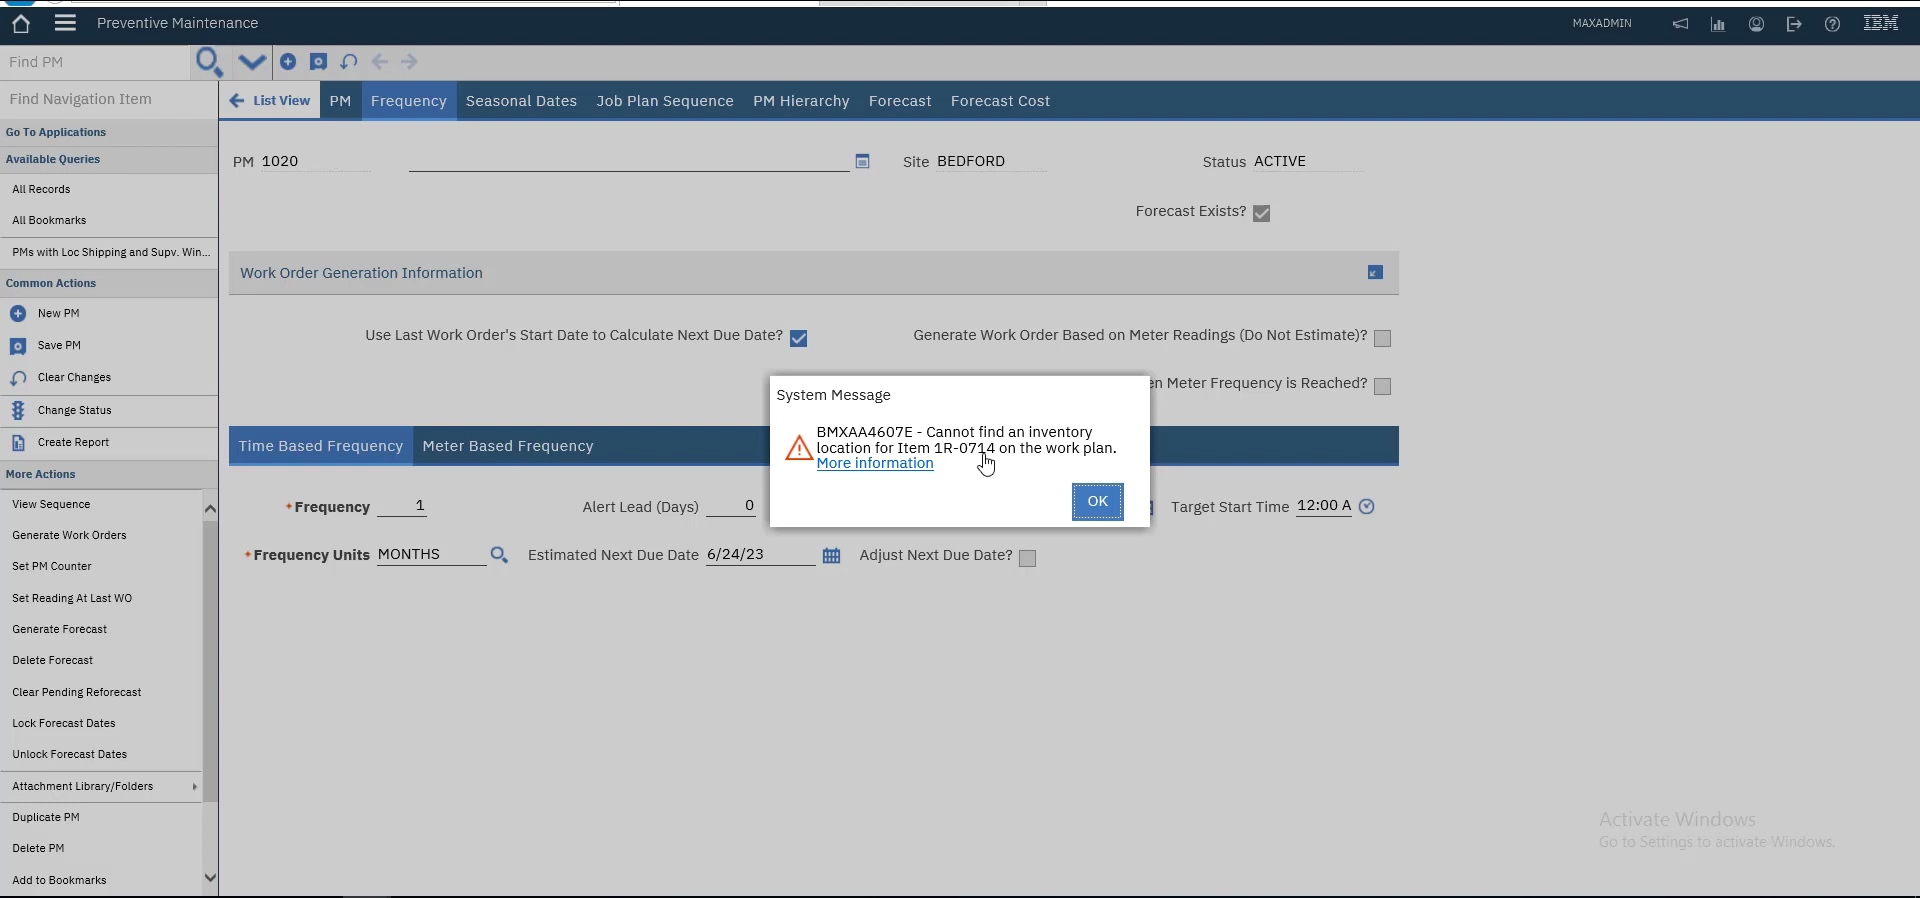 Preventive Maintenance
MAXADMIN
IBM
Find PM
Find Navigation Item
List View
PM
Frequency
Seasonal Dates
Job Plan Sequence
PM Hierarchy
Forecast
Forecast Cost
Go To Applications
Available Queries
All Records
All Bookmarks
PMs with Loc Shipping and Supv. Win...
Common Actions
New PM
Save PM
Clear Changes
Change Status
Create Report
More Actions
View Sequence
Generate Work Orders
Set PM Counter
Set Reading At Last WO
Generate Forecast
Delete Forecast
Clear Pending Reforecast
Lock Forecast Dates
Unlock Forecast Dates
Attachment Library/Folders
Duplicate PM
Delete PM
Add to Bookmarks
PM 1020
Site BEDFORD
Status ACTIVE
Forecast Exists?
Work Order Generation Information
Use Last Work Order's Start Date to Calculate Next Due Date?
Generate Work Order Based on Meter Readings (Do Not Estimate)?
en Meter Frequency is Reached?
Time Based Frequency
Meter Based Frequency
System Message
BMXAA4607E - Cannot find an inventory
location for Item 1R-0714 on the work plan.
More information
OK
*Frequency 1
Alert Lead (Days) 0
Target Start Time 12:00 A
*Frequency Units MONTHS
Estimated Next Due Date 6/24/23
Adjust Next Due Date?
Activate Windows
Go to Settings to activate Windows.